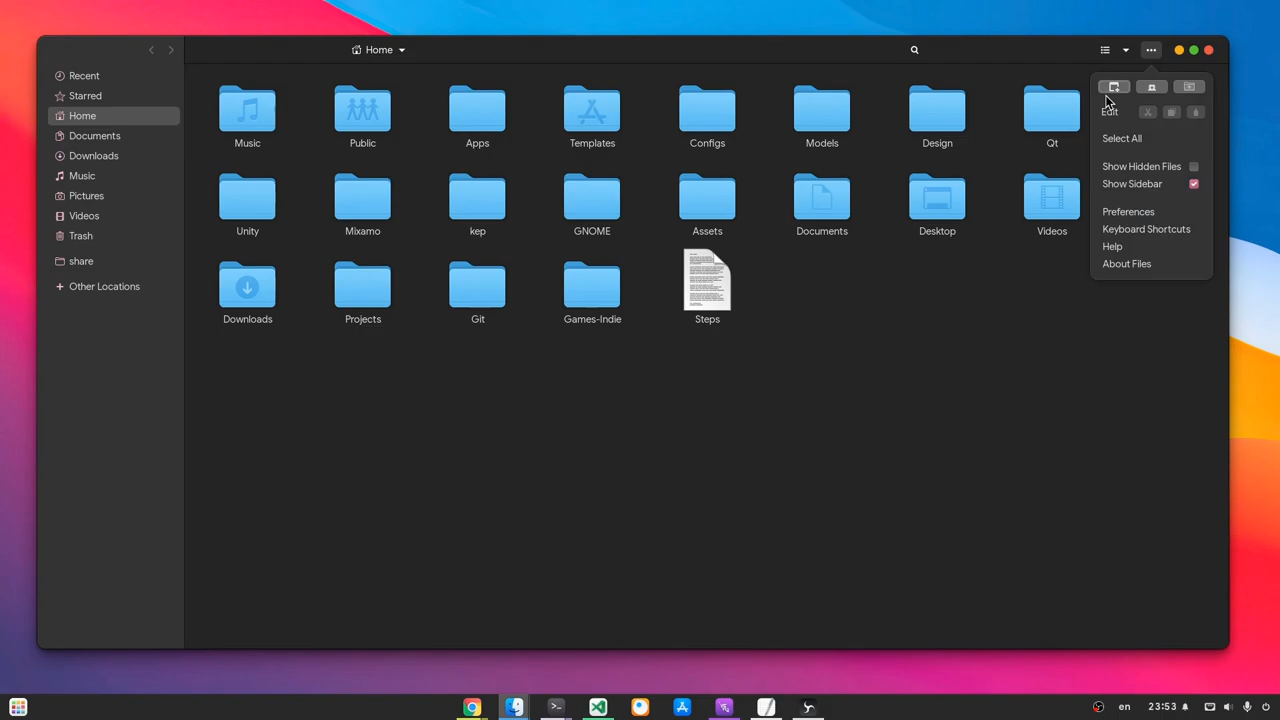 Home
Recent
Starred
Home
Documents
Downloads
Music
Pictures
Videos
Trash
share
Other Locations
Music
Public
Apps
Templates
Configs
Models
Design
Qt
Unity
Mixamo
kep
GNOME
Assets
Documents
Desktop
Videos
Downloads
Projects
Git
Games-Indie
Steps
Edit
Select All
Show Hidden Files
Show Sidebar
Preferences
Keyboard Shortcuts
Help
About Files
en
23:53